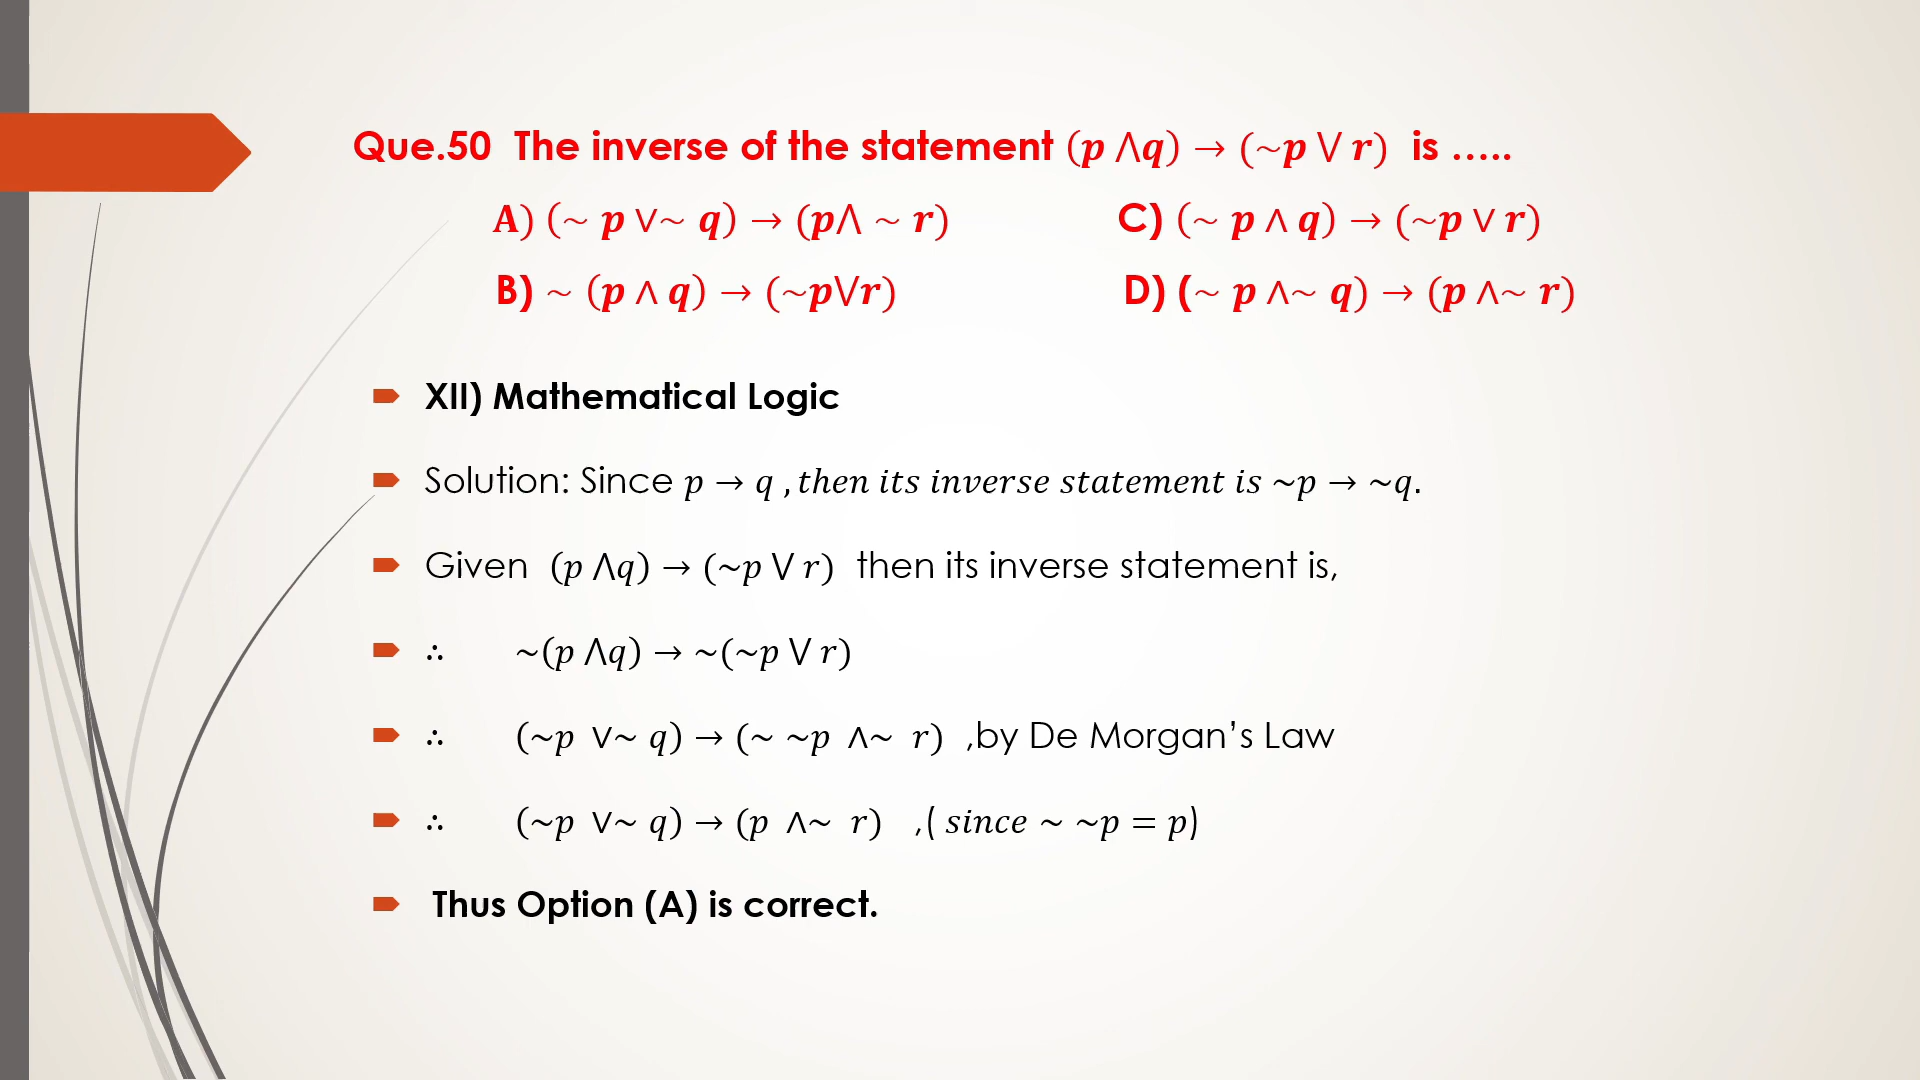 Que.50 The inverse of the statement (p ⋀q) → (~p ⋁ r) is …..
A) (~ p ∨~ q) → (p⋀ ~ r) C) (~ p ∧ q) → (~p ∨ r)
B) ~ (p ∧ q) → (~p⋁r) D) (~ p ∧~ q) → (p ∧~ r)
XII) Mathematical Logic
Solution: Since p → q , then its inverse statement is ~p → ~q.
Given (p ⋀q) → (~p ⋁ r) then its inverse statement is,
∴ ~(p ⋀q) → ~(~p ⋁ r)
∴ (~p ∨~ q) → (~ ~p ∧~ r) ,by De Morgan’s Law
∴ (~p ∨~ q) → (p ∧~ r) ,( since ~ ~p = p)
Thus Option (A) is correct.